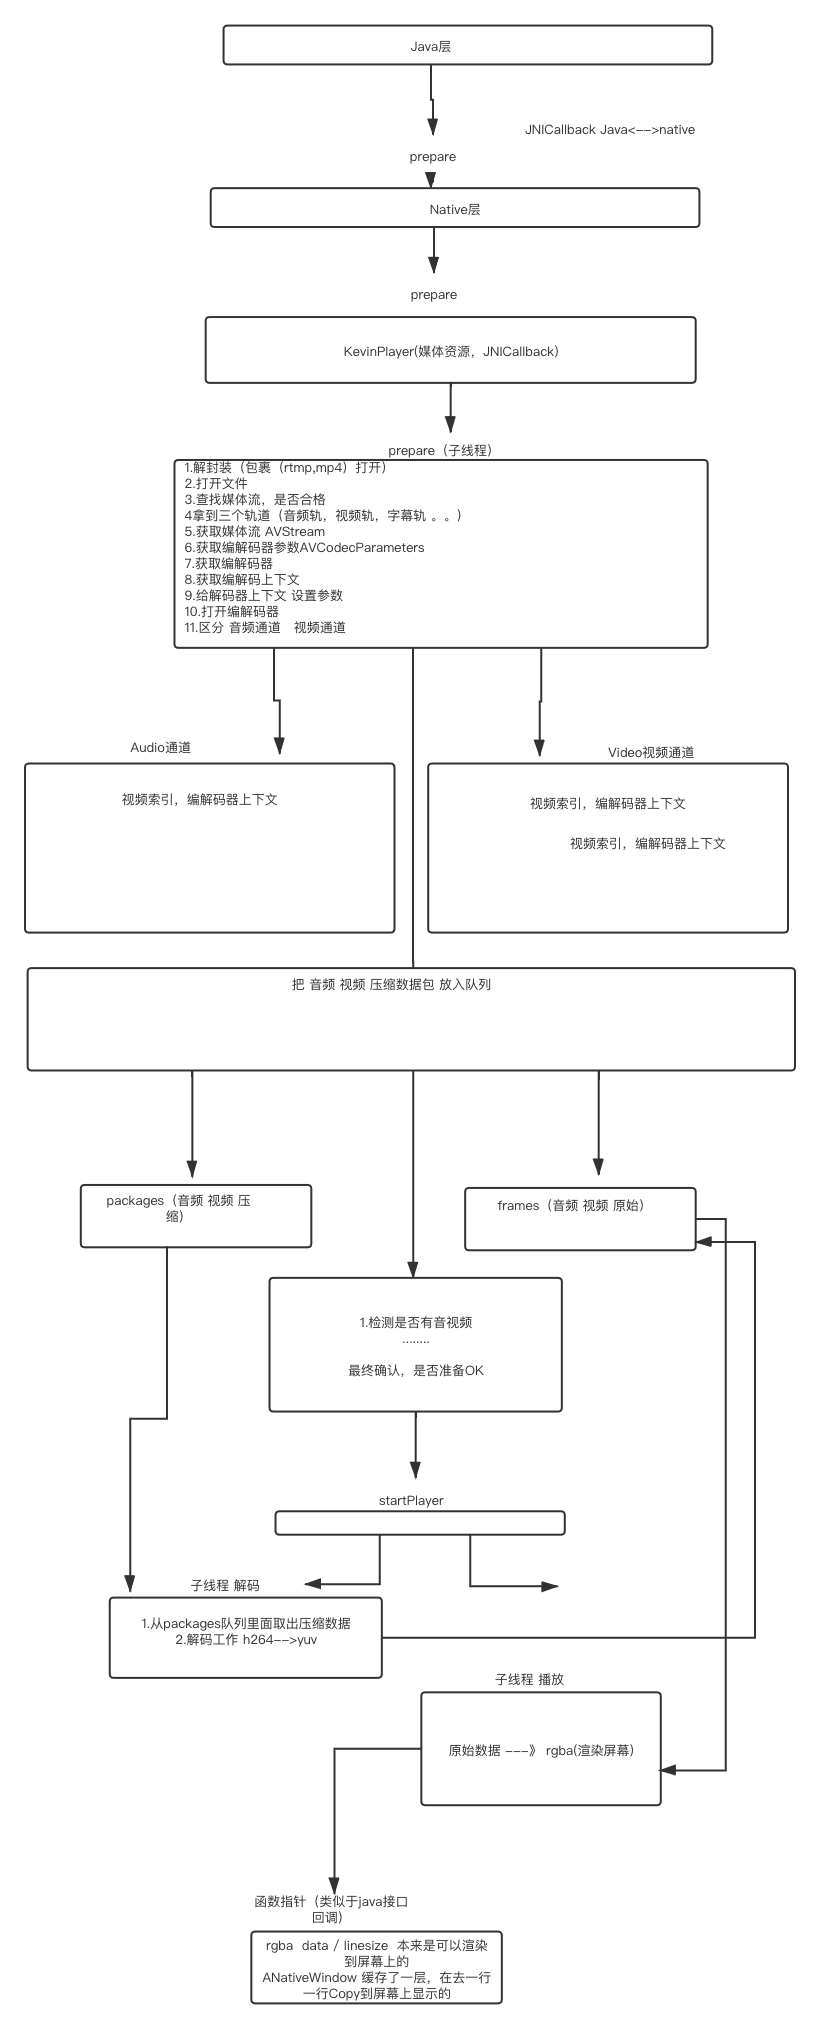 Java层
JNICallback Java<-->native
prepare
Native层
prepare
KevinPlayer(媒体资源，JNICallback)
prepare（子线程）
1.解封装（包裹（rtmp,mp4）打开）
2.打开文件
3.查找媒体流，是否合格
4拿到三个轨道（音频轨，视频轨，字幕轨 。。）
5.获取媒体流 AVStream
6.获取编解码器参数AVCodecParameters
7.获取编解码器
8.获取编解码上下文
9.给解码器上下文 设置参数
10.打开编解码器
11.区分 音频通道　视频通道
Audio通道
Video视频通道
视频索引，编解码器上下文
视频索引，编解码器上下文
视频索引，编解码器上下文
把 音频 视频 压缩数据包 放入队列
packages（音频 视频 压
缩）
frames（音频 视频 原始）
1.检测是否有音视频
........
最终确认，是否准备OK
startPlayer
子线程 解码
1.从packages队列里面取出压缩数据
2.解码工作 h264-->yuv
子线程 播放
原始数据 ---》 rgba(渲染屏幕)
函数指针（类似于java接口
回调）
rgba  data / linesize  本来是可以渲染
到屏幕上的
ANativeWindow 缓存了一层，在去一行
一行Copy到屏幕上显示的